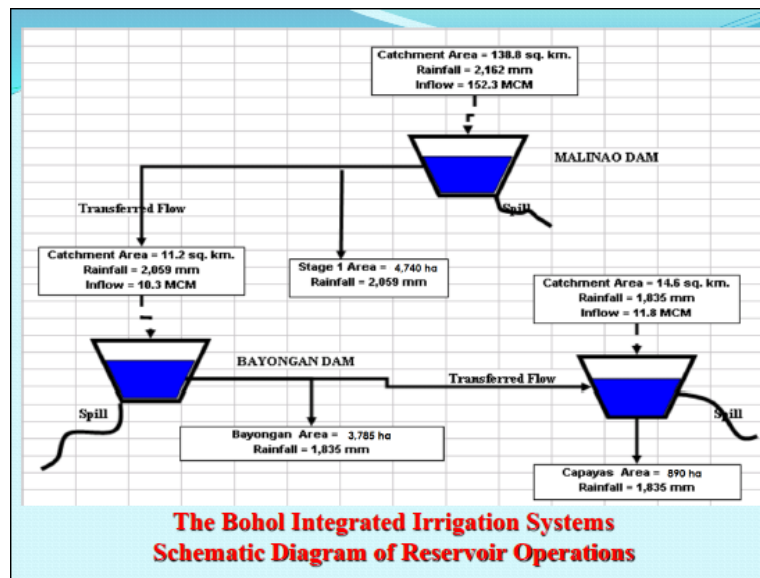 Catchment Area = 138.8 sq. km.
Rainfall = 2,162 mm
Inflow = 152.3 MCM
MALINAO DAM
Spill
Transferred Flow
Catchment Area = 11.2 sq. km.
Rainfall = 2,059 mm
Inflow = 10.3 MCM
Stage 1 Area = 4,740 ha
Rainfall = 2,059 mm
Catchment Area = 14.6 sq. km.
Rainfall = 1,835 mm
Inflow = 11.8 MCM
BAYONGAN DAM
Transferred Flow
Spill
Spill
Bayongan Area = 3,785 ha
Rainfall = 1,835 mm
Capayas Area = 890 ha
Rainfall = 1,835 mm
The Bohol Integrated Irrigation Systems
Schematic Diagram of Reservoir Operations